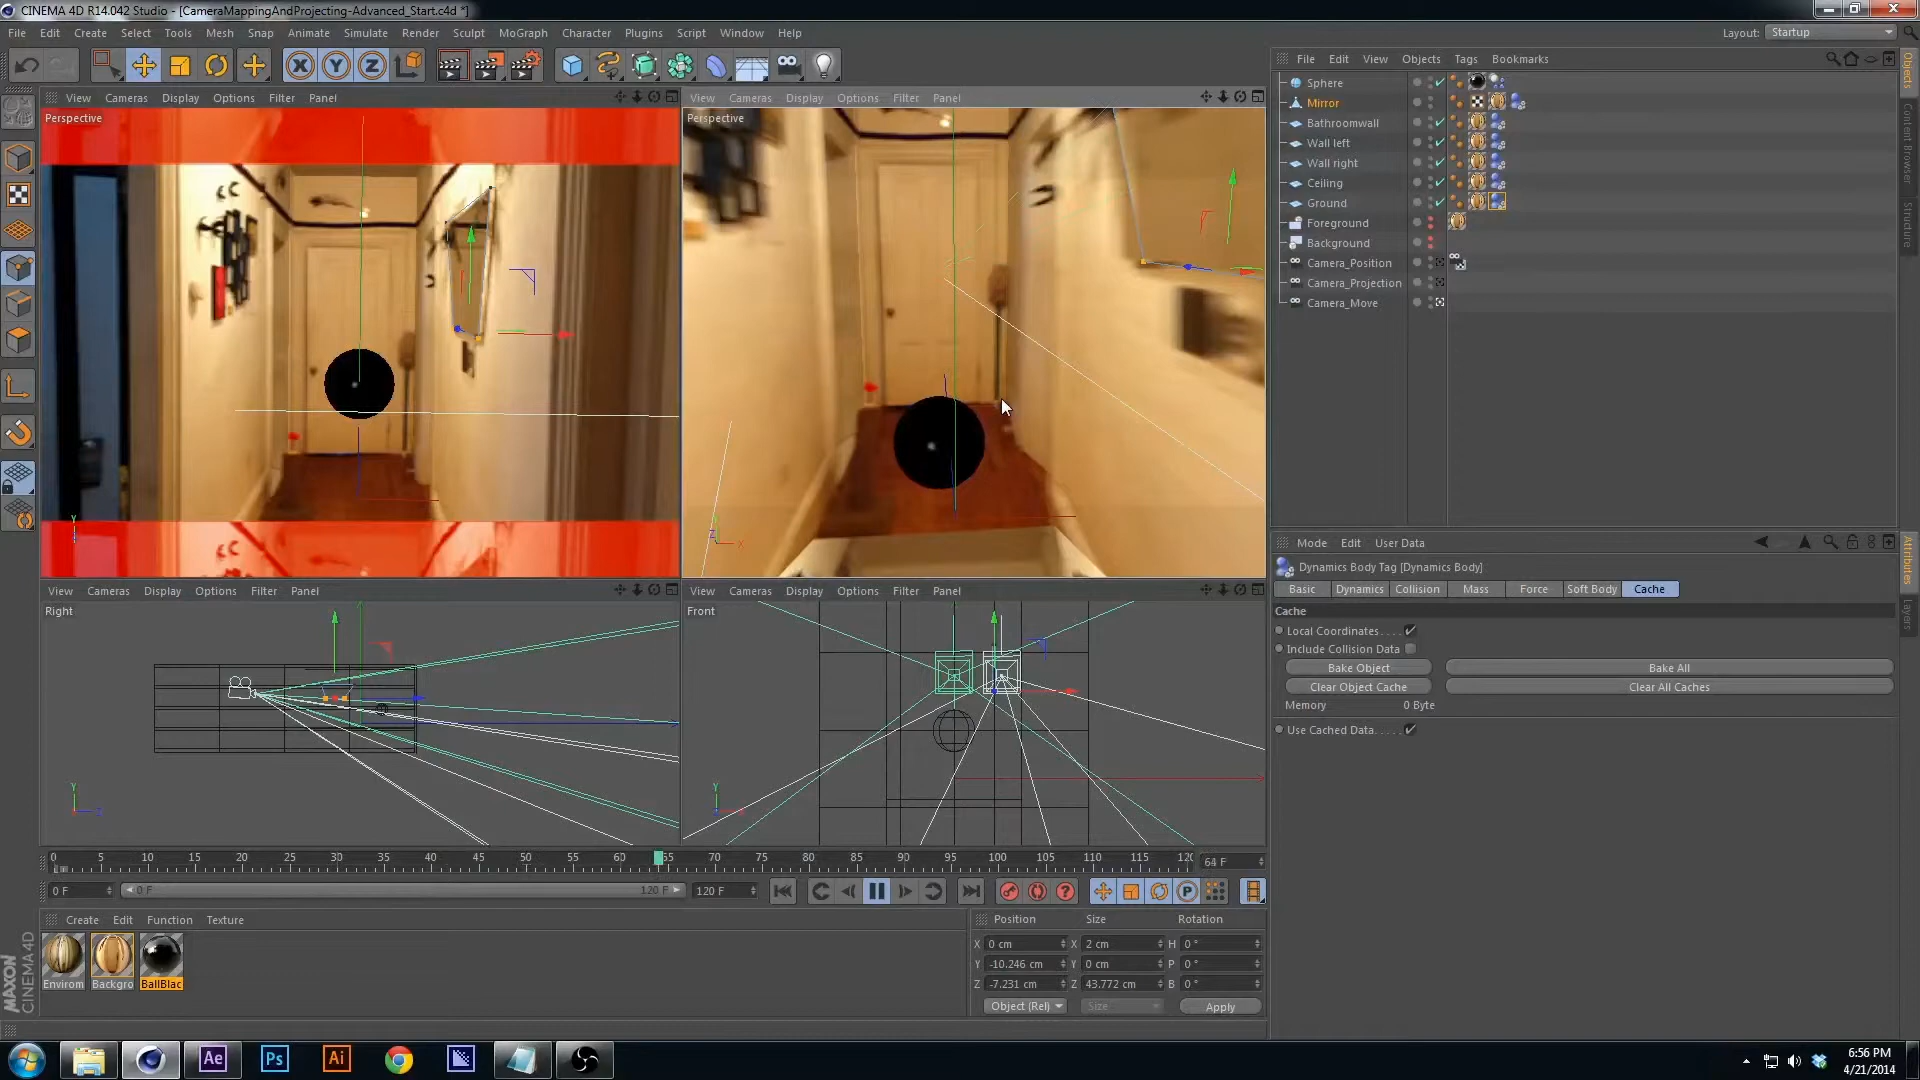 CINEMA 4D R14.042 Studio - [CameraMappingAndProjecting-Advanced_Start.c4d *]
File Edit Create Select Tools Mesh Snap Animate Simulate Render Sculpt MoGraph Character Plugins Script Window Help
Layout: Startup
File Edit View Objects Tags Bookmarks
View Cameras Display Options Filter Panel
View Cameras Display Options Filter Panel
Perspective
Perspective
Sphere
Mirror
Bathroomwall
Wall left
Wall right
Ceiling
Ground
Foreground
Background
Camera_Position
Camera_Projection
Camera_Move
Objects
Content Browser
Structure
Mode Edit User Data
Dynamics Body Tag [Dynamics Body]
Basic Dynamics Collision Mass Force Soft Body Cache
Cache
Local Coordinates. . . .
Include Collision Data
Bake Object Bake All
Clear Object Cache Clear All Caches
Memory 0 Byte
Use Cached Data. . . . .
Attributes
Layers
View Cameras Display Options Filter Panel
View Cameras Display Options Filter Panel
Right
Front
0 5 10 15 20 25 30 35 40 45 50 55 60 65 70 75 80 85 90 95 100 105 110 115 120
64 F
0 F 0 F 120 F 120 F
Create Edit Function Texture
Environ Backgro BallBlac
Position Size Rotation
X 0 cm X 2 cm H 0 °
Y -10.246 cm Y 0 cm P 0 °
Z -7.231 cm Z 43.772 cm B 0 °
Object (Rel) Size Apply
MAXON CINEMA 4D
Ae Ps Ai
6:56 PM
4/21/2014